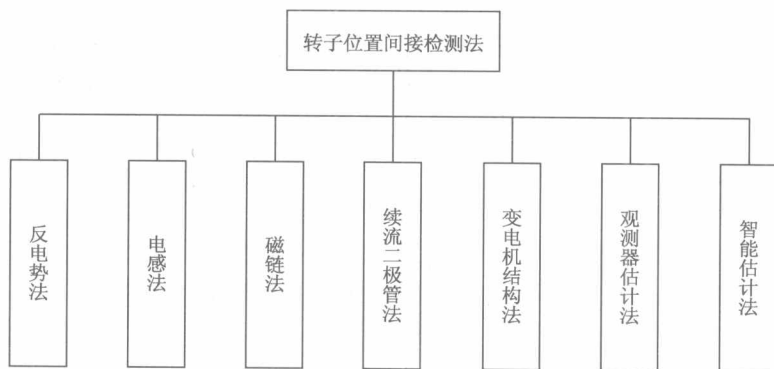 转子位置间接检测法
反电势法
电感法
磁链法
续流二极管法
变电机结构法
观测器估计法
智能估计法